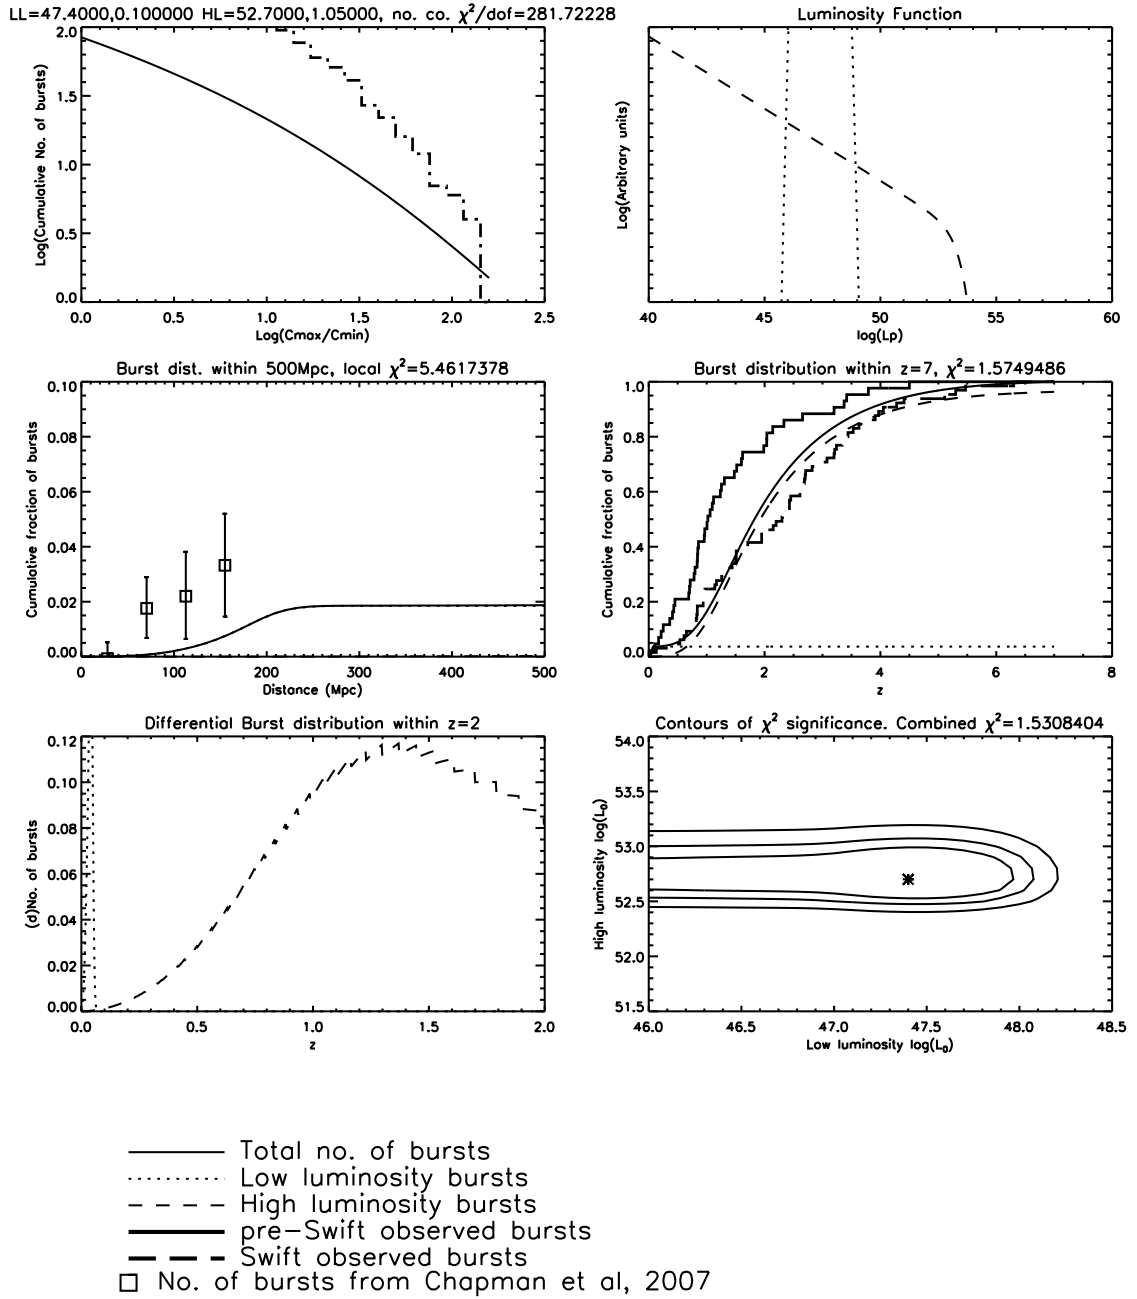 LL=47.4000,0.100000 HL=52.7000,1.05000, no. co. χ²/dof=281.72228
2.0
1.5
1.0
0.5
0.0
Log(Cumulative No. of bursts)
0.0 0.5 1.0 1.5 2.0 2.5
Log(Cmax/Cmin)
Luminosity Function
Log(Arbitrary units)
40 45 50 55 60
log(Lp)
Burst dist. within 500Mpc, local χ²=5.4617378
0.10
0.08
0.06
0.04
0.02
0.00
Cumulative fraction of bursts
0 100 200 300 400 500
Distance (Mpc)
Burst distribution within z=7, χ²=1.5749486
1.0
0.8
0.6
0.4
0.2
0.0
Cumulative fraction of bursts
0 2 4 6 8
z
Differential Burst distribution within z=2
0.12
0.10
0.08
0.06
0.04
0.02
0.00
(d)No. of bursts
0.0 0.5 1.0 1.5 2.0
z
Contours of χ² significance. Combined χ²=1.5308404
54.0
53.5
53.0
52.5
52.0
51.5
High luminosity log(L₀)
46.0 46.5 47.0 47.5 48.0 48.5
Low luminosity log(L₀)
Total no. of bursts
Low luminosity bursts
High luminosity bursts
pre-Swift observed bursts
Swift observed bursts
No. of bursts from Chapman et al, 2007